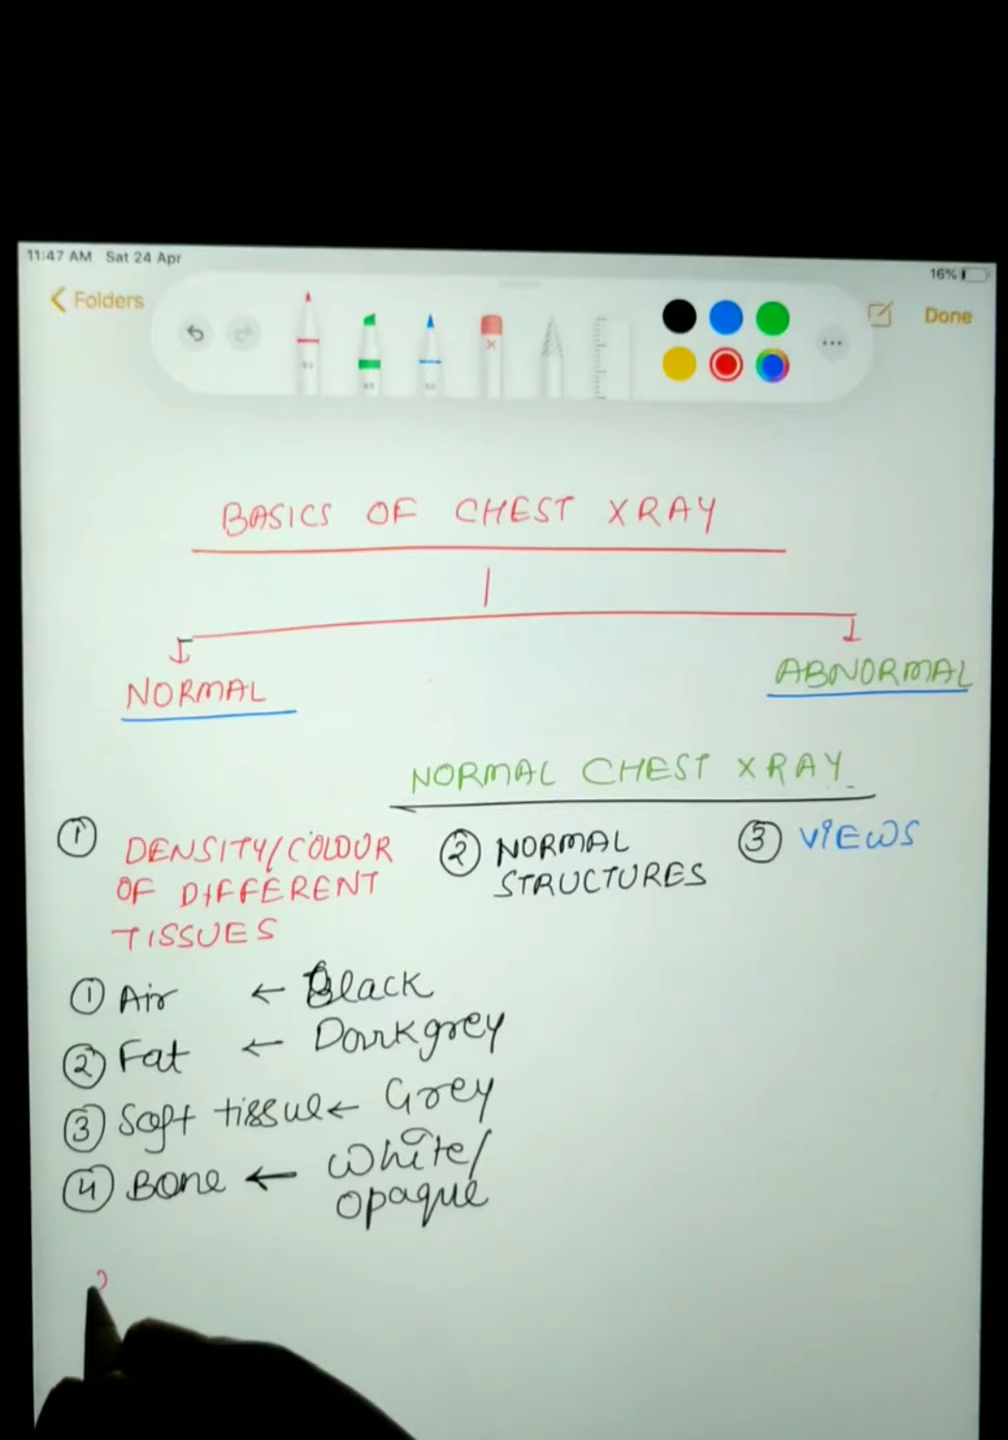 11:47 AM Sat 24 Apr
16%
Folders
Done
BASICS OF CHEST XRAY
NORMAL
ABNORMAL
NORMAL CHEST XRAY
① DENSITY/COLOUR
OF DIFFERENT
TISSUES
② NORMAL
STRUCTURES
③ VIEWS
① Air ← Black
② Fat ← Dark grey
③ Soft tissue ← Grey
④ Bone ← White/
opaque